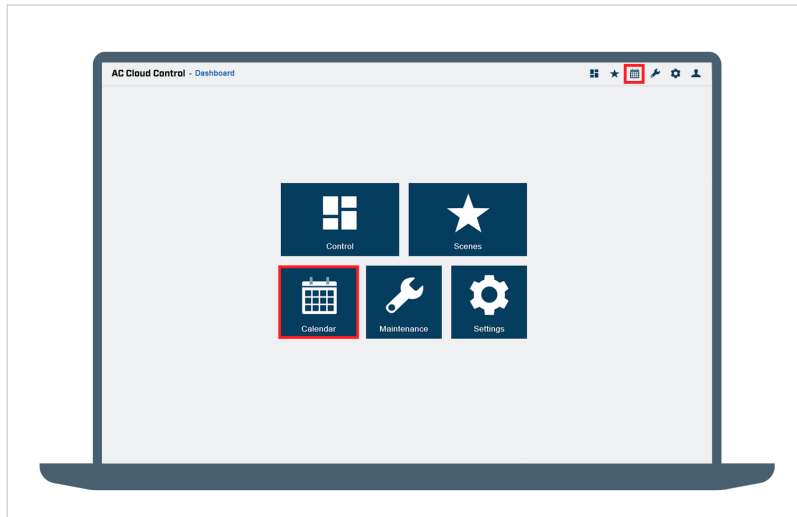 AC Cloud Control - Dashboard
Control Scenes
Calendar Maintenance Settings